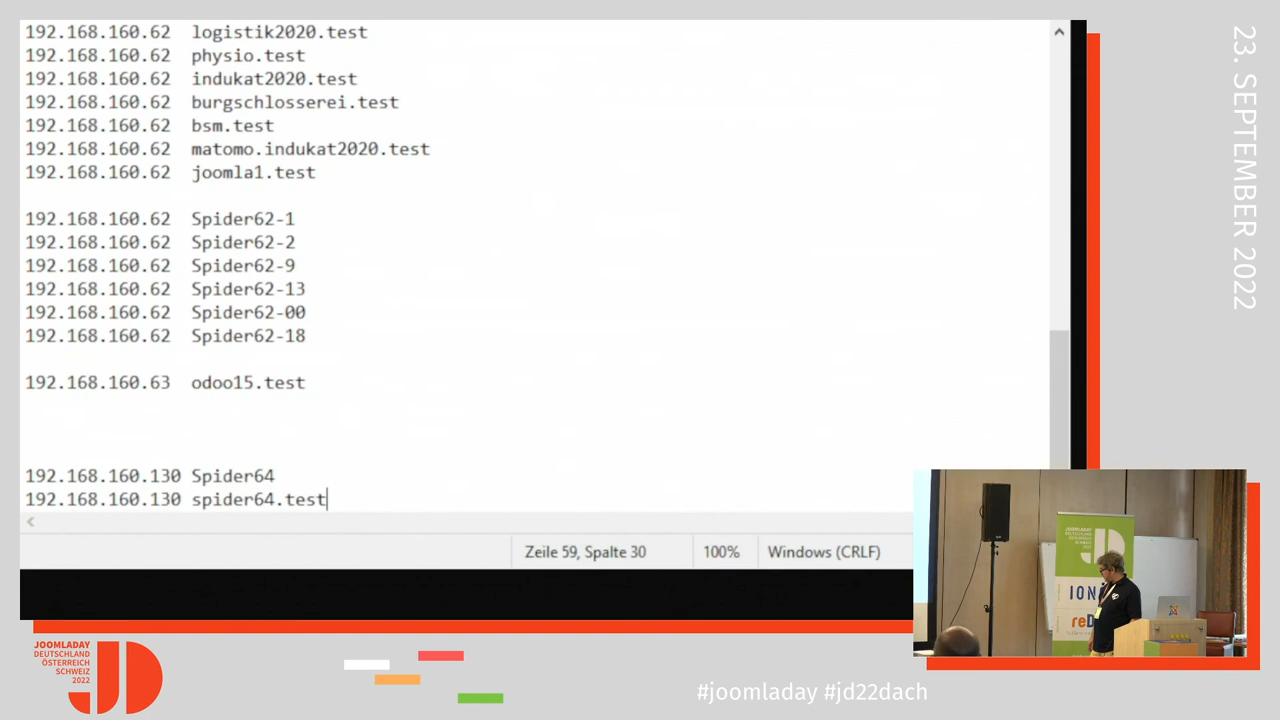 192.168.160.62 logistik2020.test
192.168.160.62 physio.test
192.168.160.62 indukat2020.test
192.168.160.62 burgschlosserei.test
192.168.160.62 bsm.test
192.168.160.62 matomo.indukat2020.test
192.168.160.62 joomla1.test
192.168.160.62 Spider62-1
192.168.160.62 Spider62-2
192.168.160.62 Spider62-9
192.168.160.62 Spider62-13
192.168.160.62 Spider62-00
192.168.160.62 Spider62-18
192.168.160.63 odoo15.test
192.168.160.130 Spider64
192.168.160.130 spider64.test
Zeile 59, Spalte 30
100%
Windows (CRLF)
23. SEPTEMBER 2022
JOOMLADAY
DEUTSCHLAND
ÖSTERREICH
SCHWEIZ
2022
JD
#joomladay #jd22dach
JOOMLADAY
ION
reD